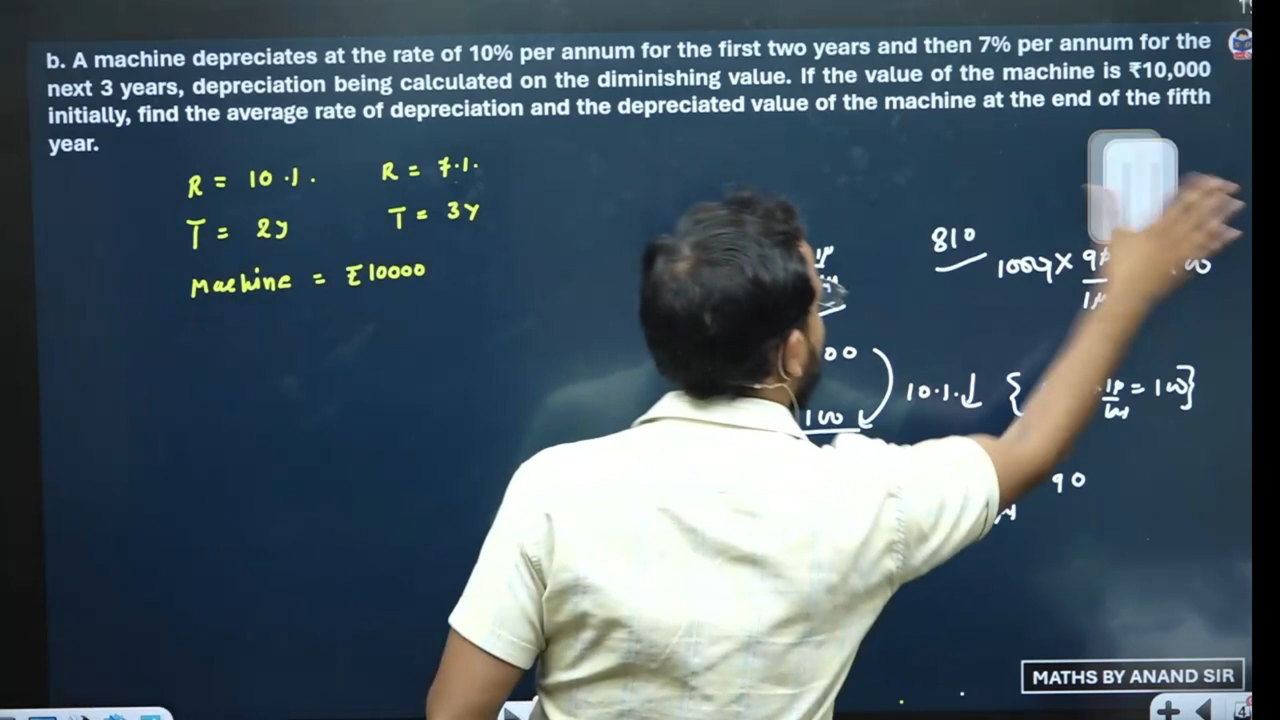 b. A machine depreciates at the rate of 10% per annum for the first two years and then 7% per annum for the
next 3 years, depreciation being calculated on the diminishing value. If the value of the machine is ₹10,000
initially, find the average rate of depreciation and the depreciated value of the machine at the end of the fifth
year.
R = 10 %. R = 7%.
T = 2y T = 3y
Machine = ₹10000
810
100
10%↓
= 100}
90
MATHS BY ANAND SIR